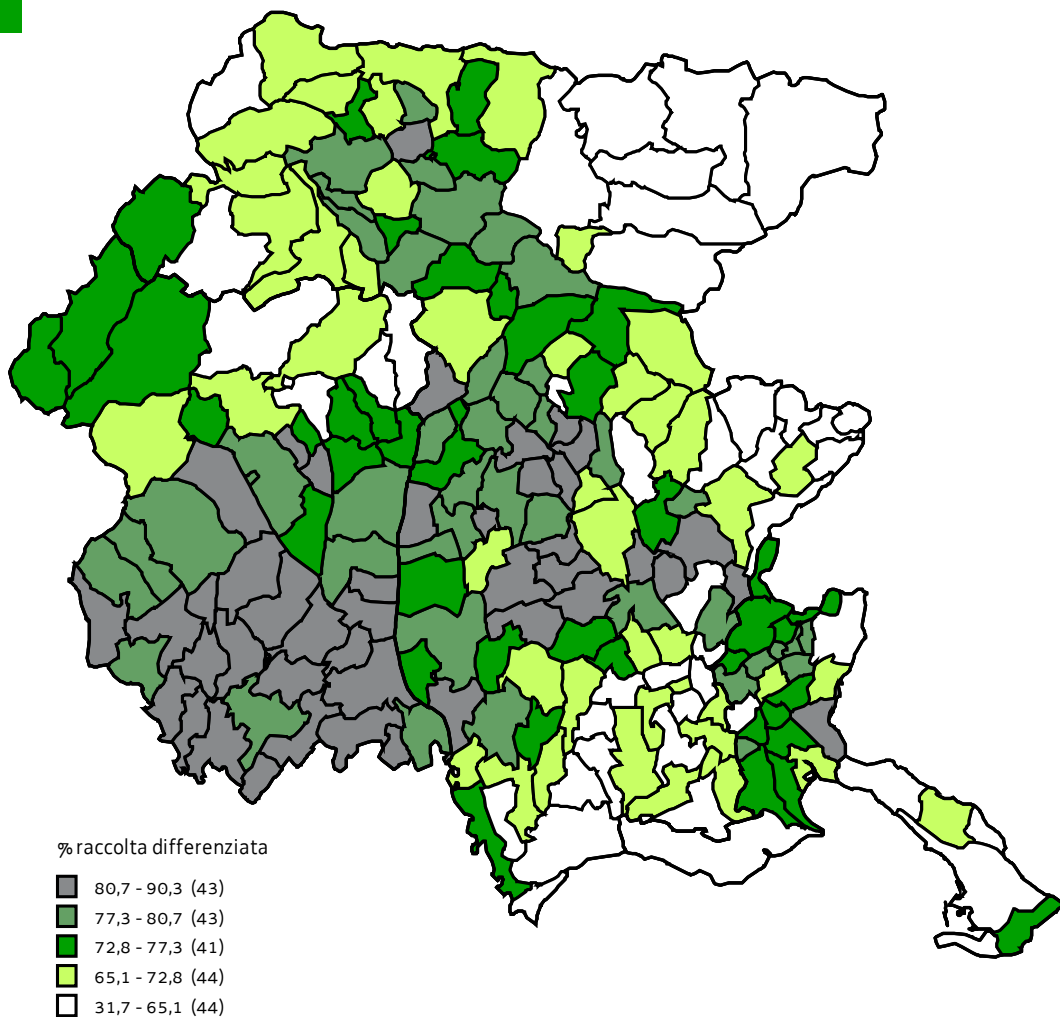 % raccolta differenziata
80,7 - 90,3 (43)
77,3 - 80,7 (43)
72,8 - 77,3 (41)
65,1 - 72,8 (44)
31,7 - 65,1 (44)